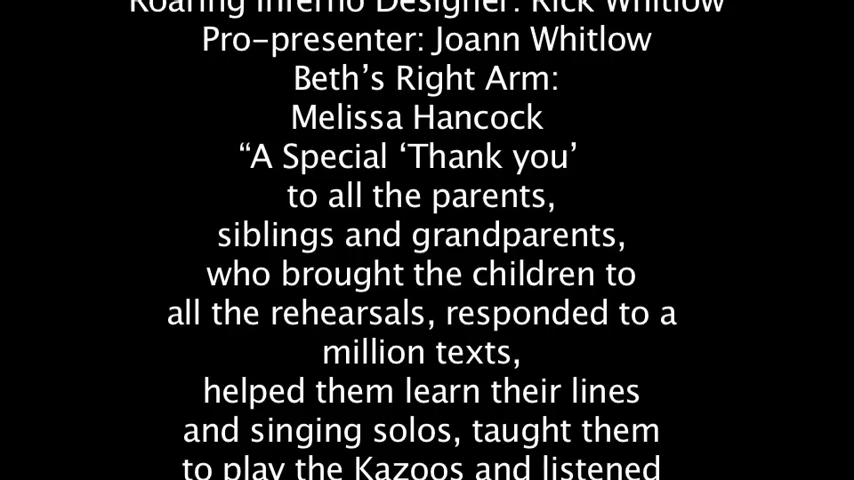 Roaring Inferno Designer: Rick Whitlow
Pro-presenter: Joann Whitlow
Beth’s Right Arm:
Melissa Hancock
“A Special ‘Thank you’
to all the parents,
siblings and grandparents,
who brought the children to
all the rehearsals, responded to a
million texts,
helped them learn their lines
and singing solos, taught them
to play the Kazoos and listened